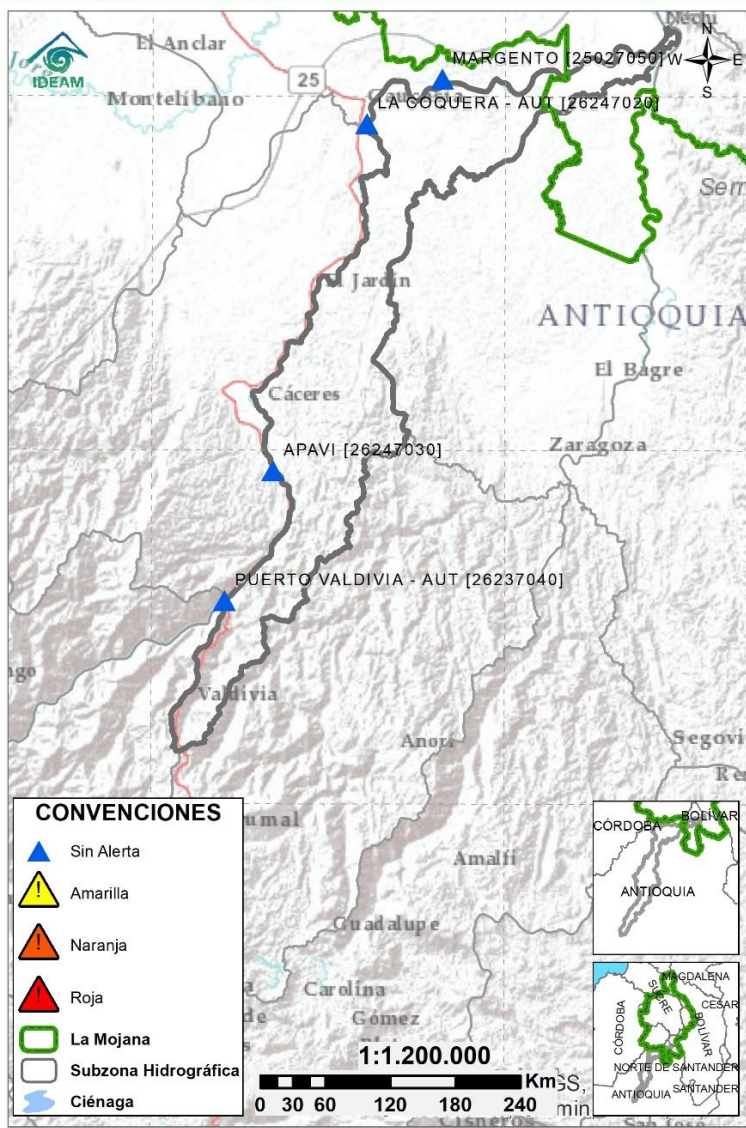 Nechí
El Anclar
N
W E
S
IDEAM
25
MARGENTO [25027050]
Montelíbano
Caucasia
LA COQUERA - AUT [26247020]
El Jardín
ANTIOQUIA
El Bagre
Cáceres
Zaragoza
APAVI [26247030]
PUERTO VALDIVIA - AUT [26237040]
Valdivia
Anorí
CONVENCIONES
Sin Alerta
Amarilla
Naranja
Roja
La Mojana
Subzona Hidrográfica
Ciénaga
Amalfi
Guadalupe
Carolina
Gómez
1:1.200.000
Km
0 30 60 120 180 240
BOLÍVAR
CÓRDOBA
ANTIOQUIA
MAGDALENA
SUCRE
CESAR
CÓRDOBA
BOLÍVAR
NORTE DE SANTANDER
ANTIOQUIA
SANTANDER